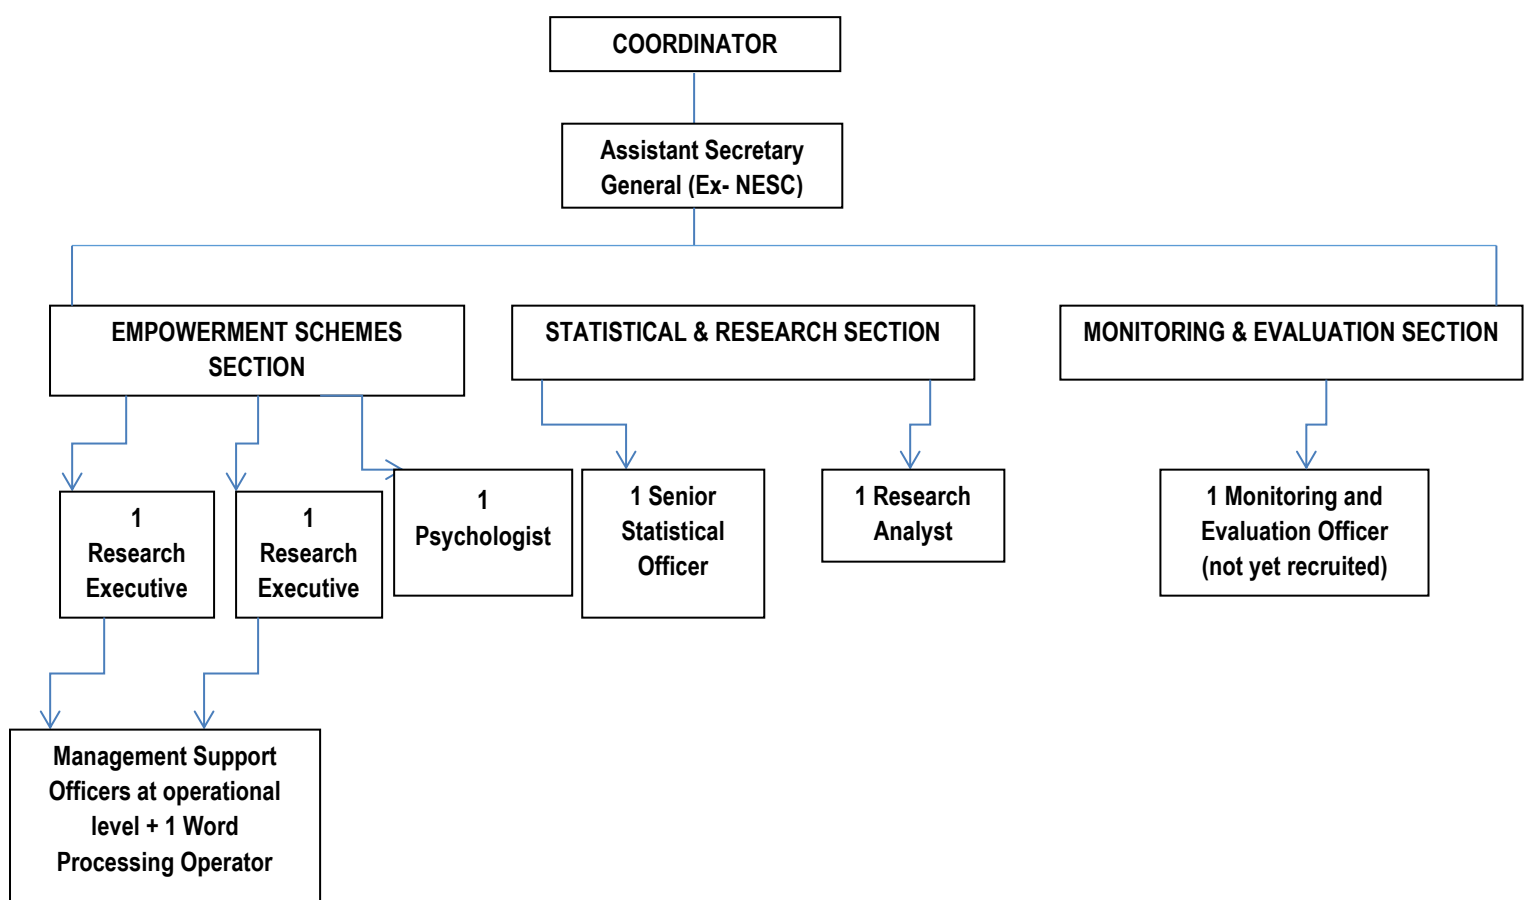 COORDINATOR
Assistant Secretary
General (Ex- NESC)
EMPOWERMENT SCHEMES
SECTION
STATISTICAL & RESEARCH SECTION
MONITORING & EVALUATION SECTION
1
Research
Executive
1
Research
Executive
1
Psychologist
1 Senior
Statistical
Officer
1 Research
Analyst
1 Monitoring and
Evaluation Officer
(not yet recruited)
Management Support
Officers at operational
level + 1 Word
Processing Operator